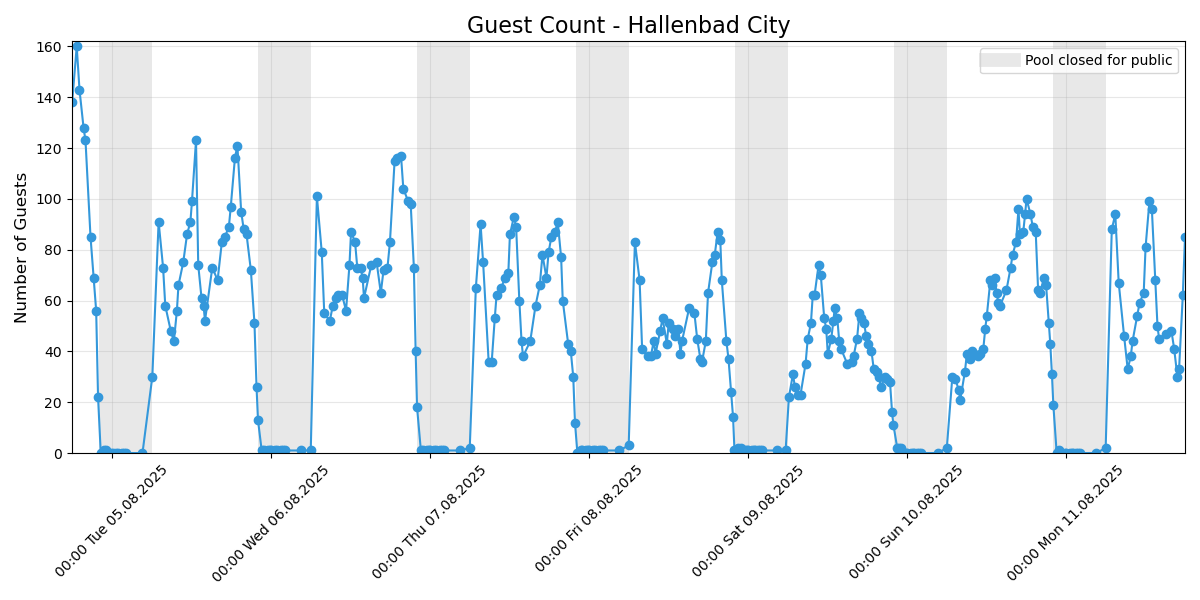 Guest Count - Hallenbad City
Pool closed for public
Number of Guests
160
140
120
100
80
60
40
20
0
00:00 Tue 05.08.2025
00:00 Wed 06.08.2025
00:00 Thu 07.08.2025
00:00 Fri 08.08.2025
00:00 Sat 09.08.2025
00:00 Sun 10.08.2025
00:00 Mon 11.08.2025